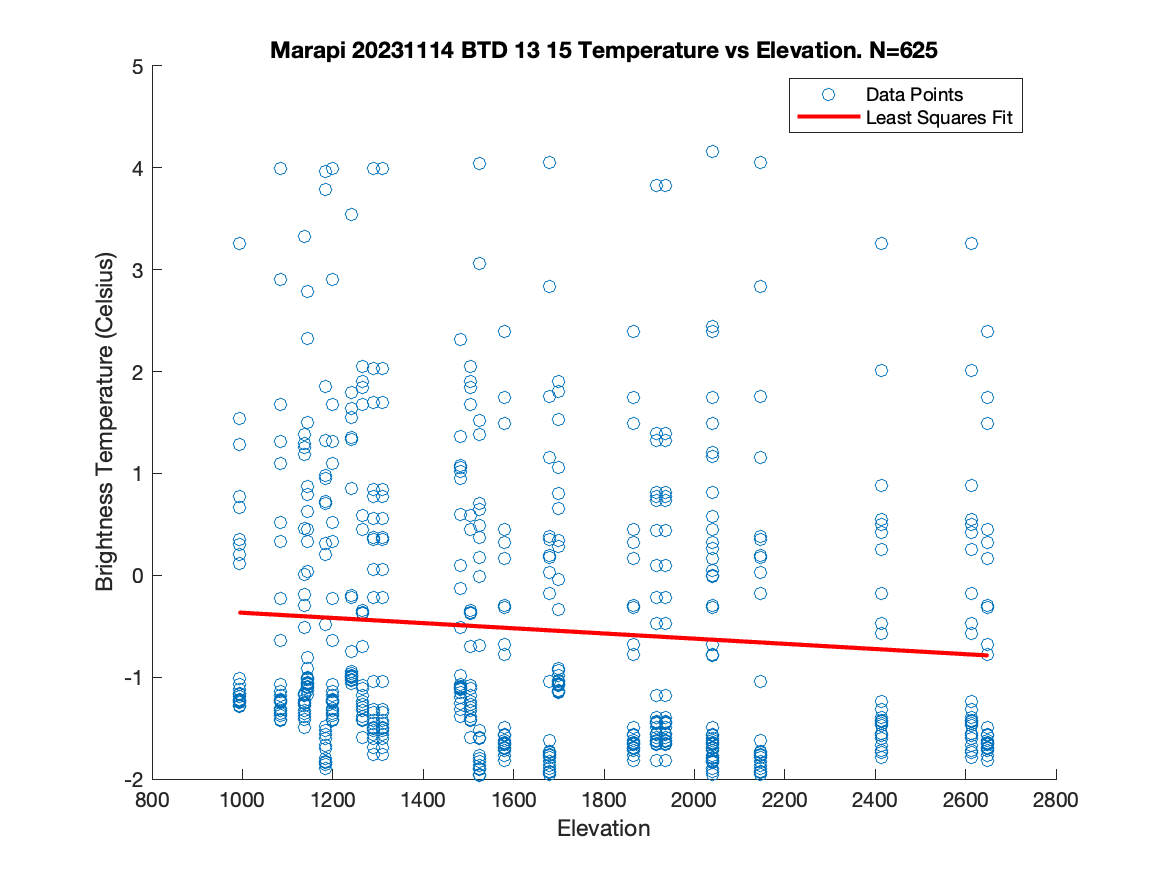 Marapi 20231114 BTD 13 15 Temperature vs Elevation. N=625
Data Points
Least Squares Fit
Brightness Temperature (Celsius)
5
4
3
2
1
0
-1
-2
800 1000 1200 1400 1600 1800 2000 2200 2400 2600 2800
Elevation